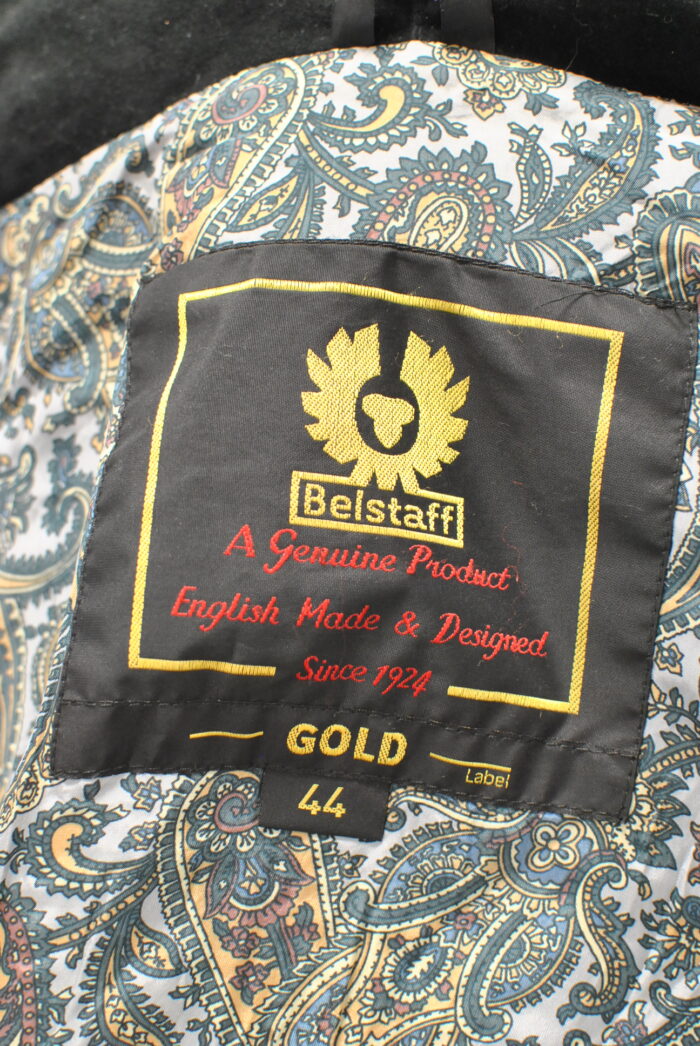 Belstaff
A Genuine Product
English Made & Designed
Since 1924
GOLD
Label
44